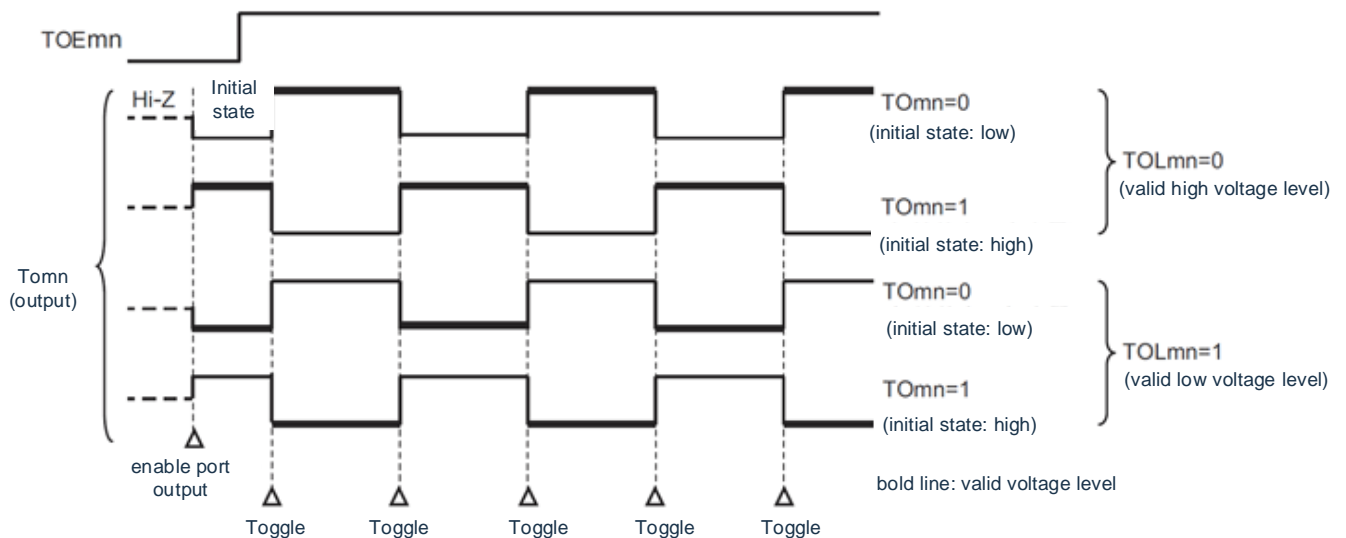 TOEmn
Hi-Z
Initial
state
TOmn=0
(initial state: low)
TOLmn=0
(valid high voltage level)
TOmn=1
(initial state: high)
Tomn
(output)
TOmn=0
(initial state: low)
TOLmn=1
(valid low voltage level)
TOmn=1
(initial state: high)
enable port
output
bold line: valid voltage level
Toggle Toggle Toggle Toggle Toggle